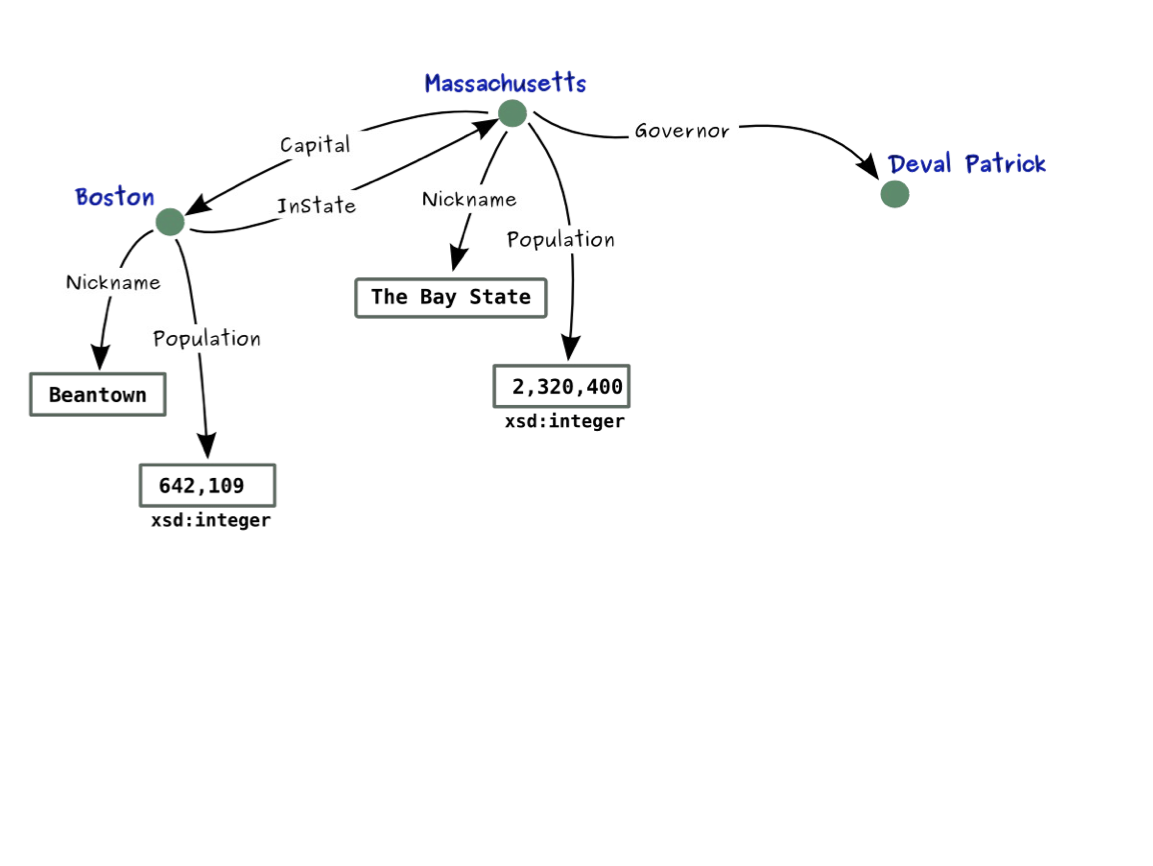 Massachusetts
Governor
Capital
Deval Patrick
Boston
InState
Nickname
Population
Nickname
The Bay State
Population
2,320,400
Beantown
xsd:integer
642,109
xsd:integer